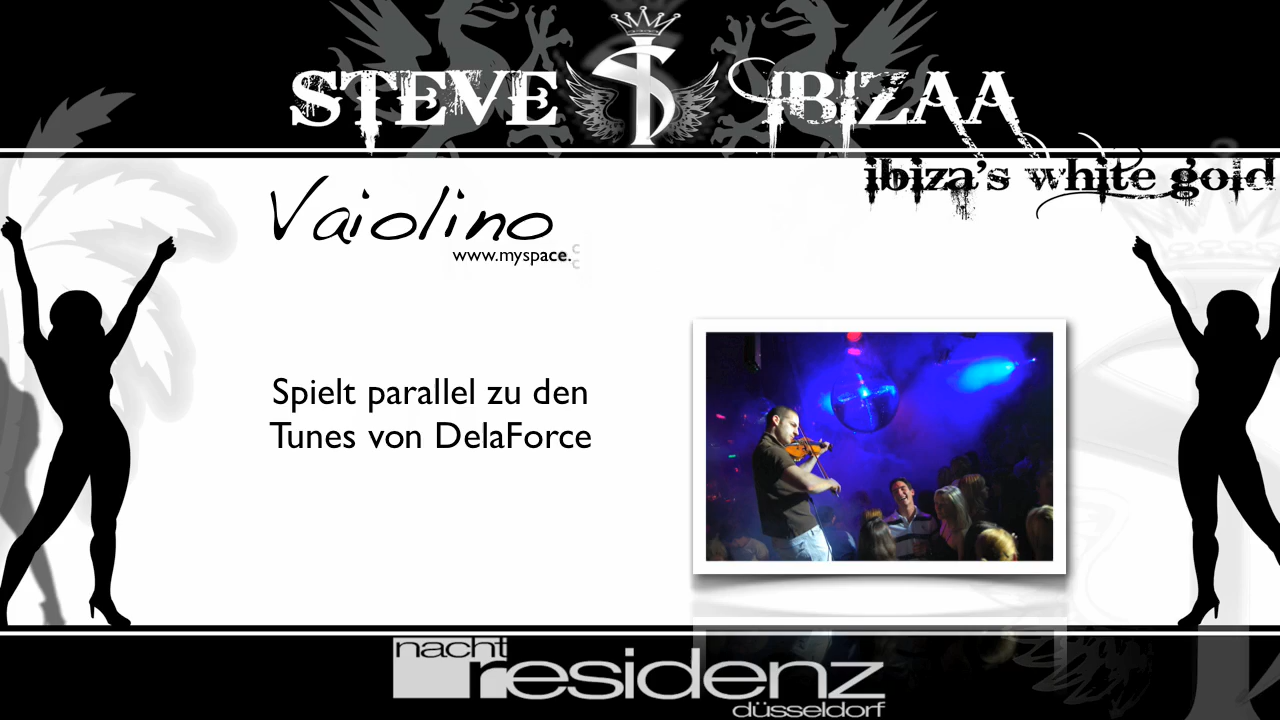 STEVE IBIZAA
ibiza's white gold
Vaiolino
www.myspace.
Spielt parallel zu den
Tunes von DelaForce
nacht
residenz
düsseldorf